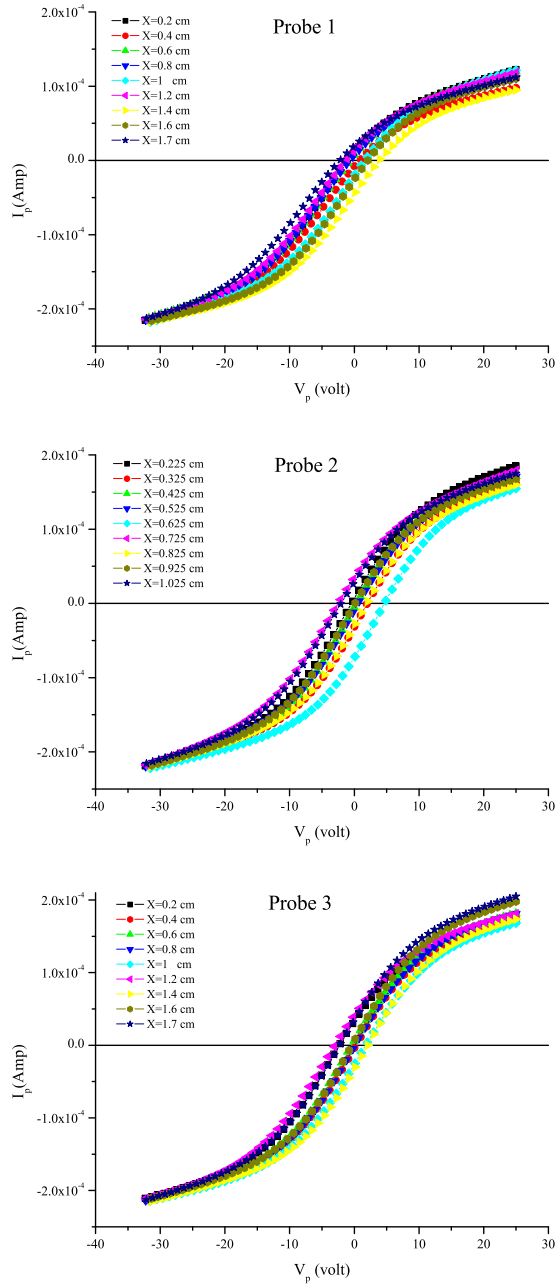 Probe 1
X=0.2 cm
X=0.4 cm
X=0.6 cm
X=0.8 cm
X=1 cm
X=1.2 cm
X=1.4 cm
X=1.6 cm
X=1.7 cm
1.0x10⁻⁴
0.0
-1.0x10⁻⁴
-2.0x10⁻⁴
I_p(Amp)
-40 -30 -20 -10 0 10 20 30
V_p (volt)
Probe 2
X=0.225 cm
X=0.325 cm
X=0.425 cm
X=0.525 cm
X=0.625 cm
X=0.725 cm
X=0.825 cm
X=0.925 cm
X=1.025 cm
2.0x10⁻⁴
1.0x10⁻⁴
0.0
-1.0x10⁻⁴
-2.0x10⁻⁴
I_p(Amp)
-40 -30 -20 -10 0 10 20 30
V_p (volt)
Probe 3
X=0.2 cm
X=0.4 cm
X=0.6 cm
X=0.8 cm
X=1 cm
X=1.2 cm
X=1.4 cm
X=1.6 cm
X=1.7 cm
2.0x10⁻⁴
1.0x10⁻⁴
0.0
-1.0x10⁻⁴
-2.0x10⁻⁴
I_p(Amp)
-40 -30 -20 -10 0 10 20 30
V_p (volt)